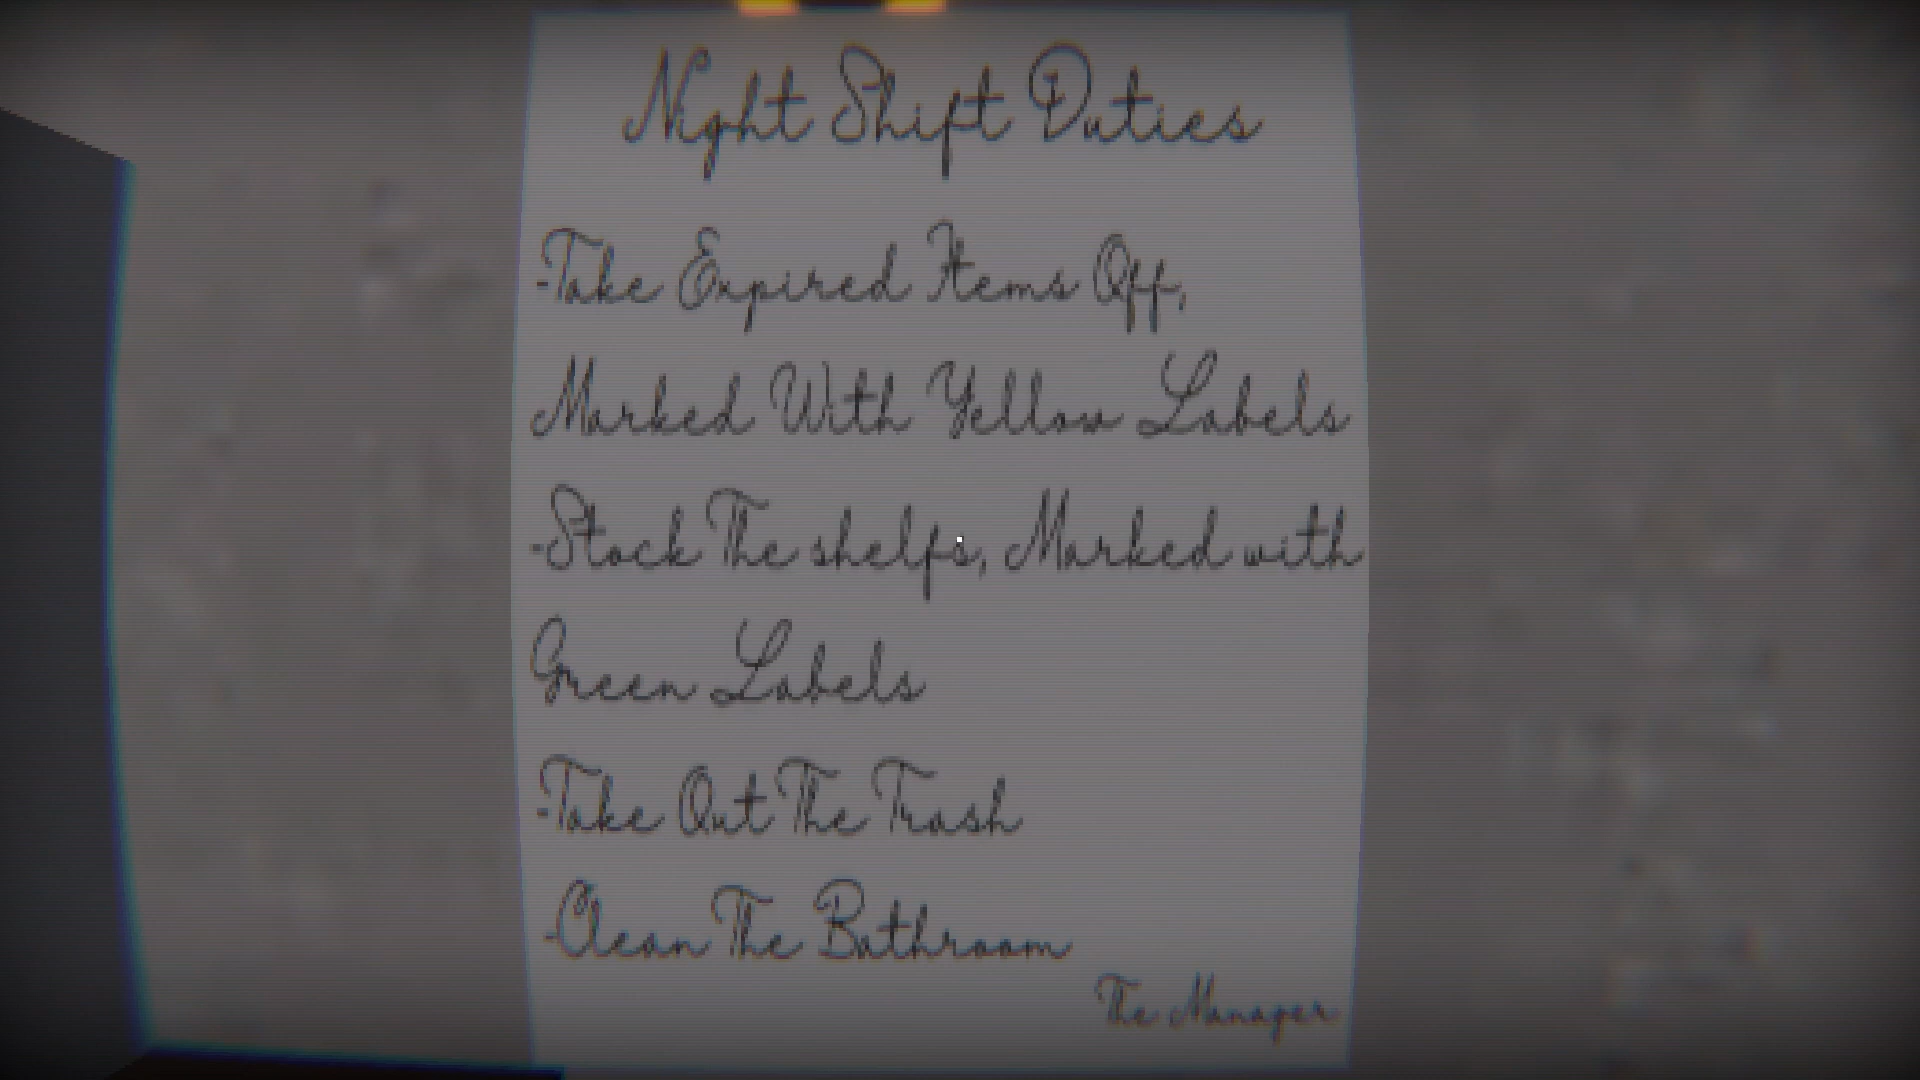 Night Shift Duties
-Take Expired Items Off,
Marked With Yellow Labels
-Stock The shelfs, Marked with
Green Labels
-Take Out The Trash
-Clean The Bathroom
The Manager